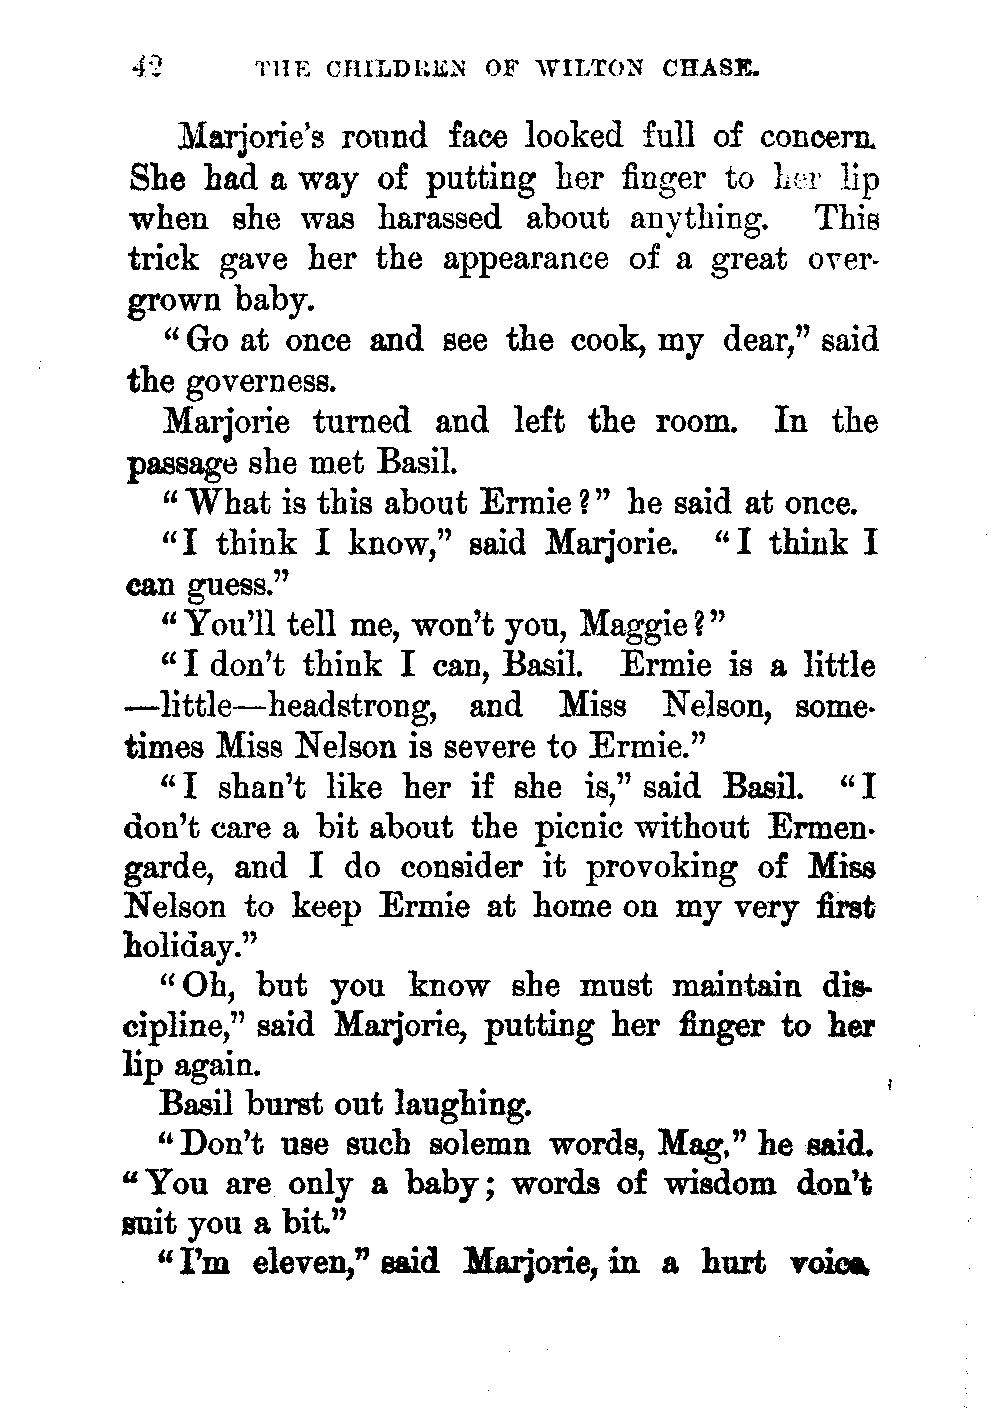 42 THE CHILDREN OF WILTON CHASE.
Marjorie's round face looked full of concern.
She had a way of putting her finger to her lip
when she was harassed about anything. This
trick gave her the appearance of a great over-
grown baby.
"Go at once and see the cook, my dear," said
the governess.
Marjorie turned and left the room. In the
passage she met Basil.
"What is this about Ermie?" he said at once.
"I think I know," said Marjorie. "I think I
can guess."
"You'll tell me, won't you, Maggie?"
"I don't think I can, Basil. Ermie is a little
—little—headstrong, and Miss Nelson, some-
times Miss Nelson is severe to Ermie."
"I shan't like her if she is," said Basil. "I
don't care a bit about the picnic without Ermen-
garde, and I do consider it provoking of Miss
Nelson to keep Ermie at home on my very first
holiday."
"Oh, but you know she must maintain dis-
cipline," said Marjorie, putting her finger to her
lip again.
Basil burst out laughing.
"Don't use such solemn words, Mag," he said.
"You are only a baby; words of wisdom don't
suit you a bit."
"I'm eleven," said Marjorie, in a hurt voice.